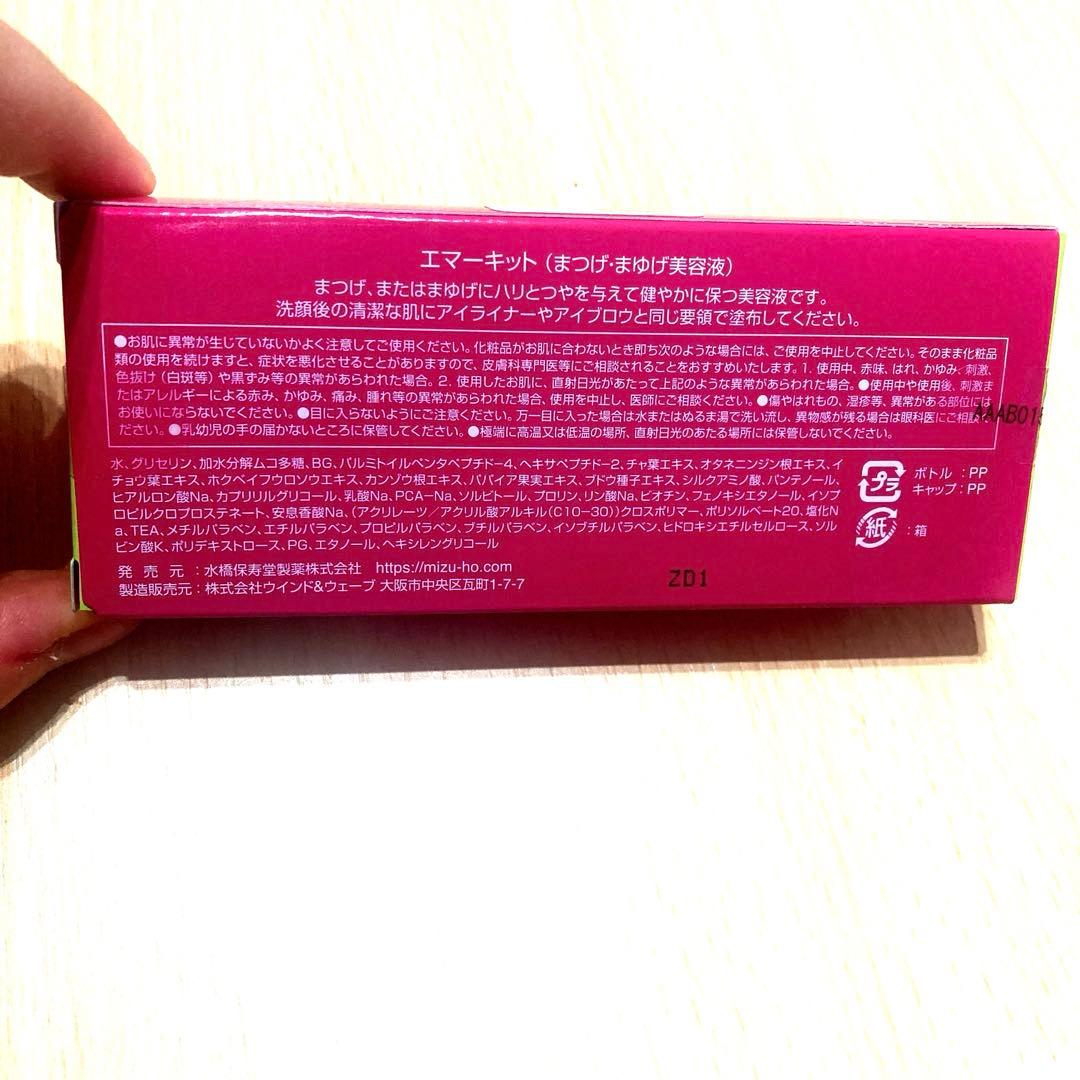 エマーキット（まつげ・まゆげ美容液）
まつげ、またはまゆげにハリとつやを与えて健やかに保つ美容液です。
洗顔後の清潔な肌にアイライナーやアイブロウと同じ要領で塗布してください。
●お肌に異常が生じていないかよく注意してご使用ください。化粧品がお肌に合わないとき即ち次のような場合には、ご使用を中止してください。そのまま化粧品
類の使用を続けますと、症状を悪化させることがありますので、皮膚科専門医等にご相談されることをおすすめいたします。1. 使用中、赤味、はれ、かゆみ、刺激、
色抜け（白斑等）や黒ずみ等の異常があらわれた場合。2. 使用したお肌に、直射日光があたって上記のような異常があらわれた場合。●使用中や使用後、刺激ま
たはアレルギーによる赤み、かゆみ、痛み、腫れ等の異常があらわれた場合、使用を中止し、医師にご相談ください。●傷やはれもの、湿疹等、異常がある部位には
お使いにならないでください。●目に入らないようにご注意ください。万一目に入った場合は水またはぬるま湯で洗い流し、異物感が残る場合は眼科医にご相談く
ださい。●乳幼児の手の届かないところに保管してください。●極端に高温又は低温の場所、直射日光のあたる場所には保管しないでください。
AAAB01
水、グリセリン、加水分解ムコ多糖、BG、パルミトイルペンタペプチド-4、ヘキサペプチド-2、チャ葉エキス、オタネニンジン根エキス、イ
チョウ葉エキス、ホクベイフウロソウエキス、カンゾウ根エキス、パパイア果実エキス、ブドウ種子エキス、シルクアミノ酸、パンテノール、
ヒアルロン酸Na、カプリリルグリコール、乳酸Na、PCA-Na、ソルビトール、プロリン、リン酸Na、ビオチン、フェノキシエタノール、イソプ
ロピルクロプロステネート、安息香酸Na、（アクリレーツ／アクリル酸アルキル（C10-30））クロスポリマー、ポリソルベート20、塩化N
a、TEA、メチルパラベン、エチルパラベン、プロピルパラベン、ブチルパラベン、イソブチルパラベン、ヒドロキシエチルセルロース、ソル
ビン酸K、ポリデキストロース、PG、エタノール、ヘキシレングリコール
プラ
ボトル：PP
キャップ：PP
紙
：箱
発売元：水橋保寿堂製薬株式会社 https://mizu-ho.com
製造販売元：株式会社ウインド&ウェーブ 大阪市中央区瓦町1-7-7
ZD1